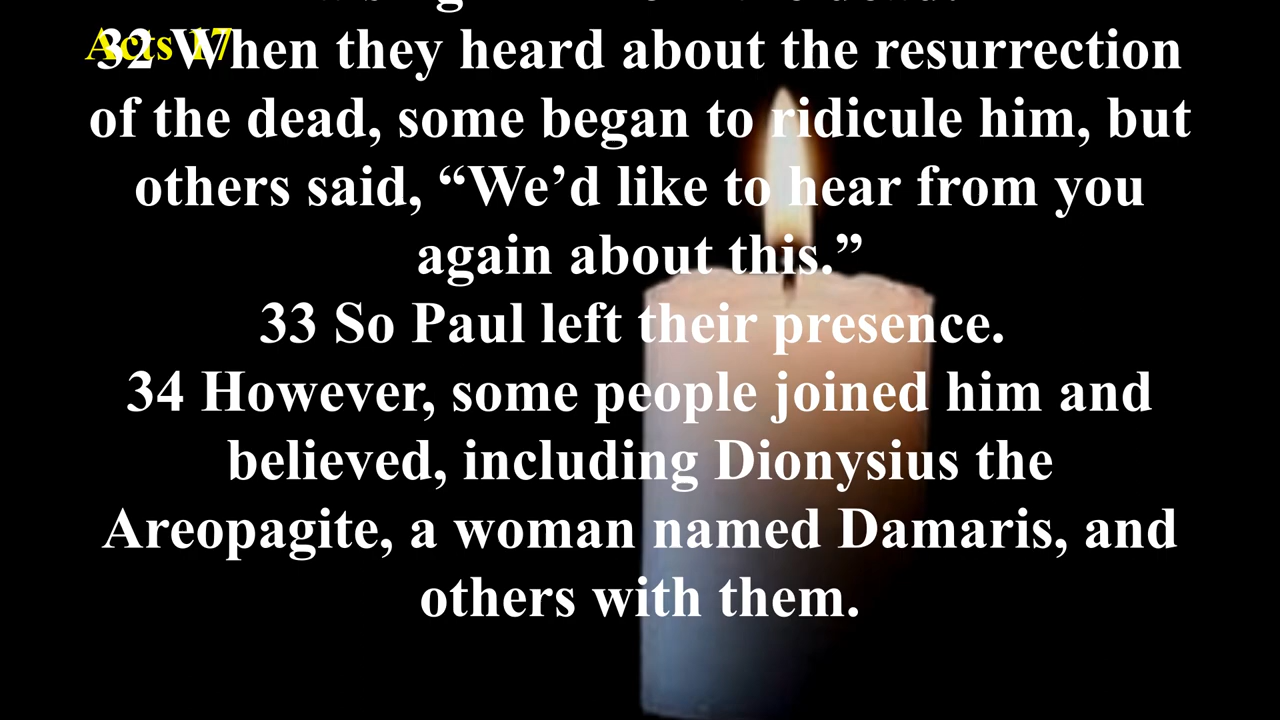 Acts 17
32 When they heard about the resurrection
of the dead, some began to ridicule him, but
others said, “We’d like to hear from you
again about this.”
33 So Paul left their presence.
34 However, some people joined him and
believed, including Dionysius the
Areopagite, a woman named Damaris, and
others with them.